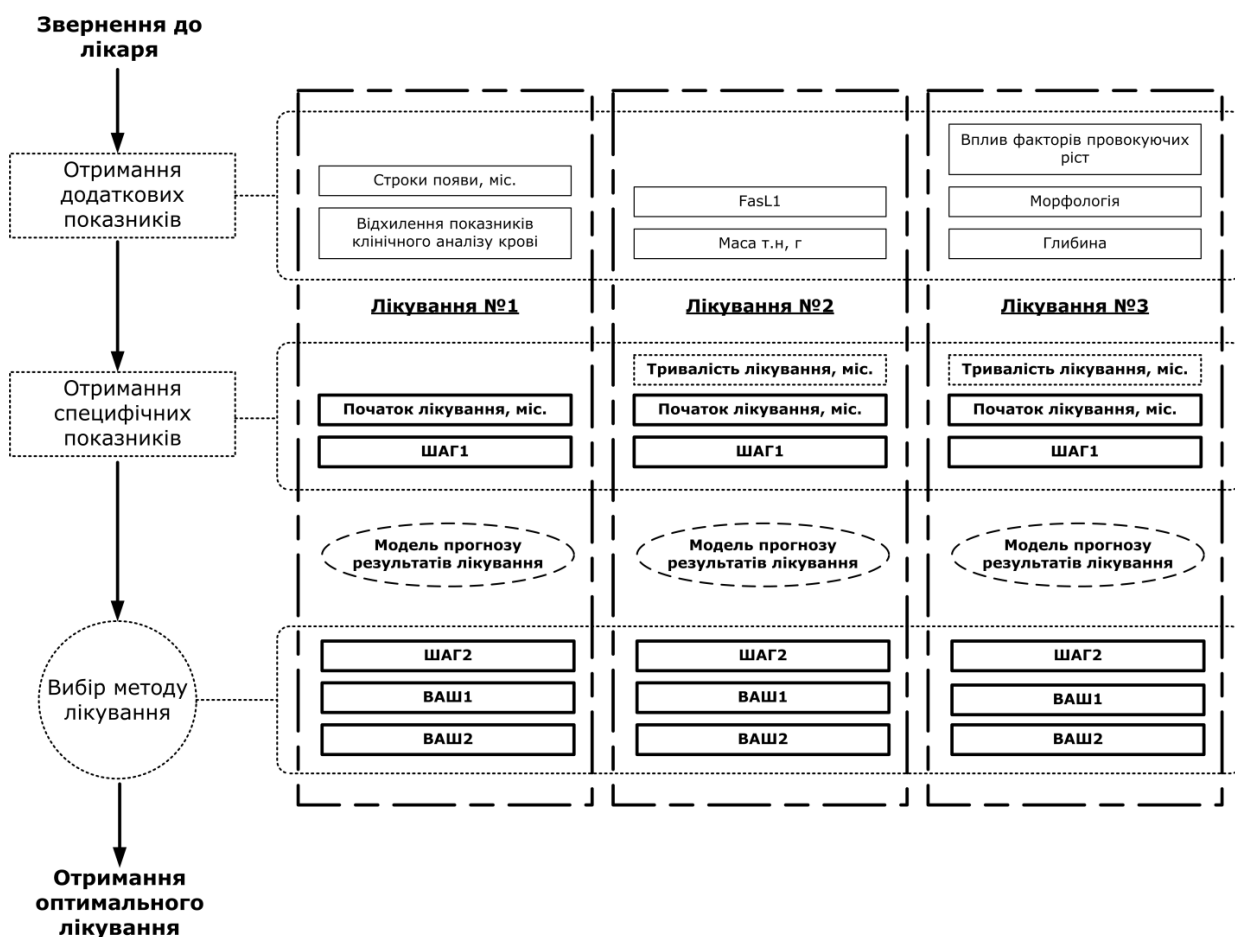 Звернення до
лікаря
Отримання
додаткових
показників
Строки появи, міс.
Відхилення показників
клінічного аналізу крові
FasL1
Маса т.н, г
Вплив факторів провокуючих
ріст
Морфологія
Глибина
Лікування №1
Лікування №2
Лікування №3
Отримання
специфічних
показників
Початок лікування, міс.
ШАГ1
Тривалість лікування, міс.
Початок лікування, міс.
ШАГ1
Тривалість лікування, міс.
Початок лікування, міс.
ШАГ1
Модель прогнозу
результатів лікування
Модель прогнозу
результатів лікування
Модель прогнозу
результатів лікування
Вибір методу
лікування
ШАГ2
ВАШ1
ВАШ2
ШАГ2
ВАШ1
ВАШ2
ШАГ2
ВАШ1
ВАШ2
Отримання
оптимального
лікування